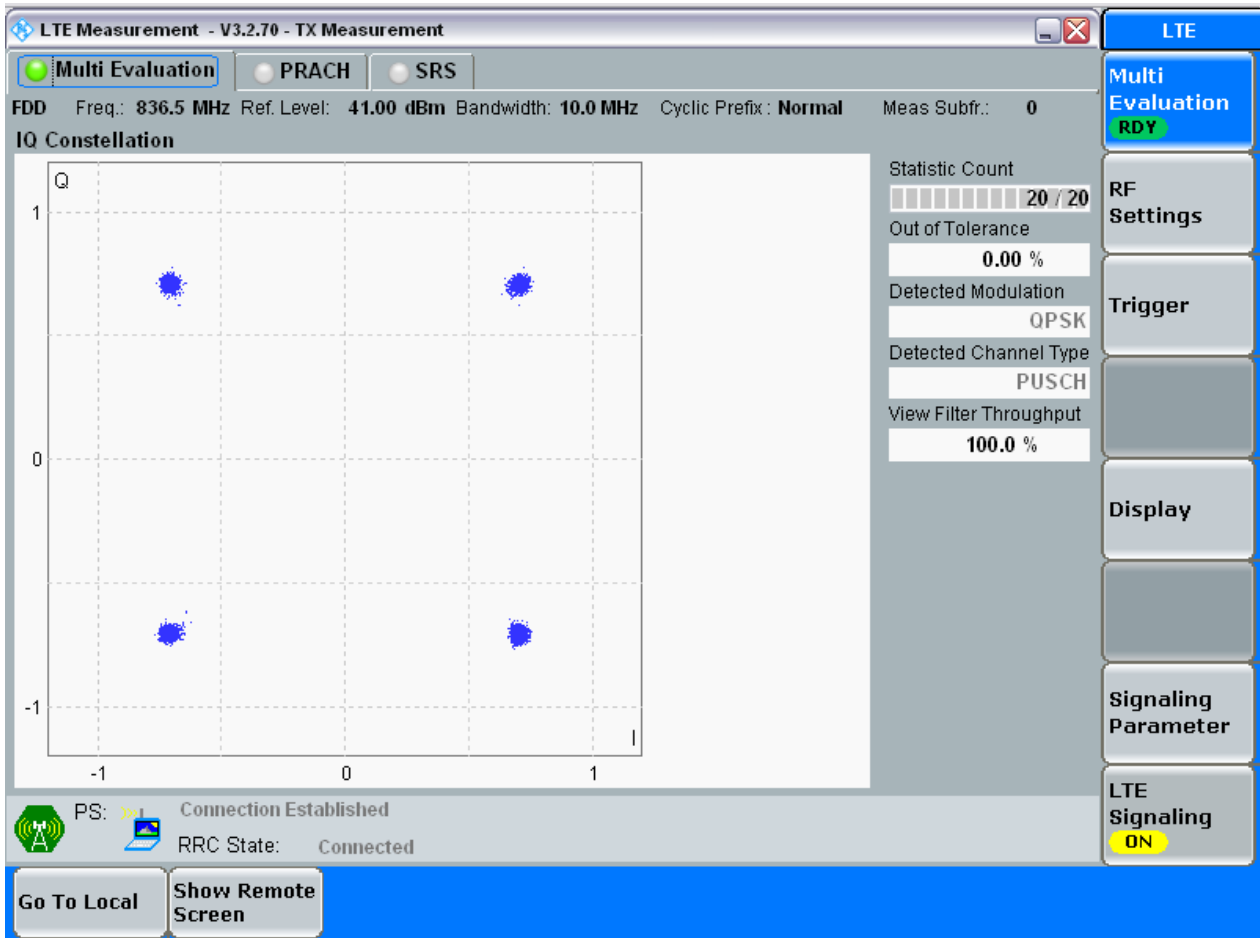 LTE Measurement - V3.2.70 - TX Measurement
LTE
Multi Evaluation PRACH SRS
FDD Freq.: 836.5 MHz Ref. Level: 41.00 dBm Bandwidth: 10.0 MHz Cyclic Prefix : Normal Meas Subfr.: 0
IQ Constellation
Q
1
0
-1
I
-1 0 1
Statistic Count
20 / 20
Out of Tolerance
0.00 %
Detected Modulation
QPSK
Detected Channel Type
PUSCH
View Filter Throughput
100.0 %
Multi
Evaluation
RDY
RF
Settings
Trigger
Display
Signaling
Parameter
LTE
Signaling
ON
PS: Connection Established
RRC State: Connected
Go To Local
Show Remote
Screen